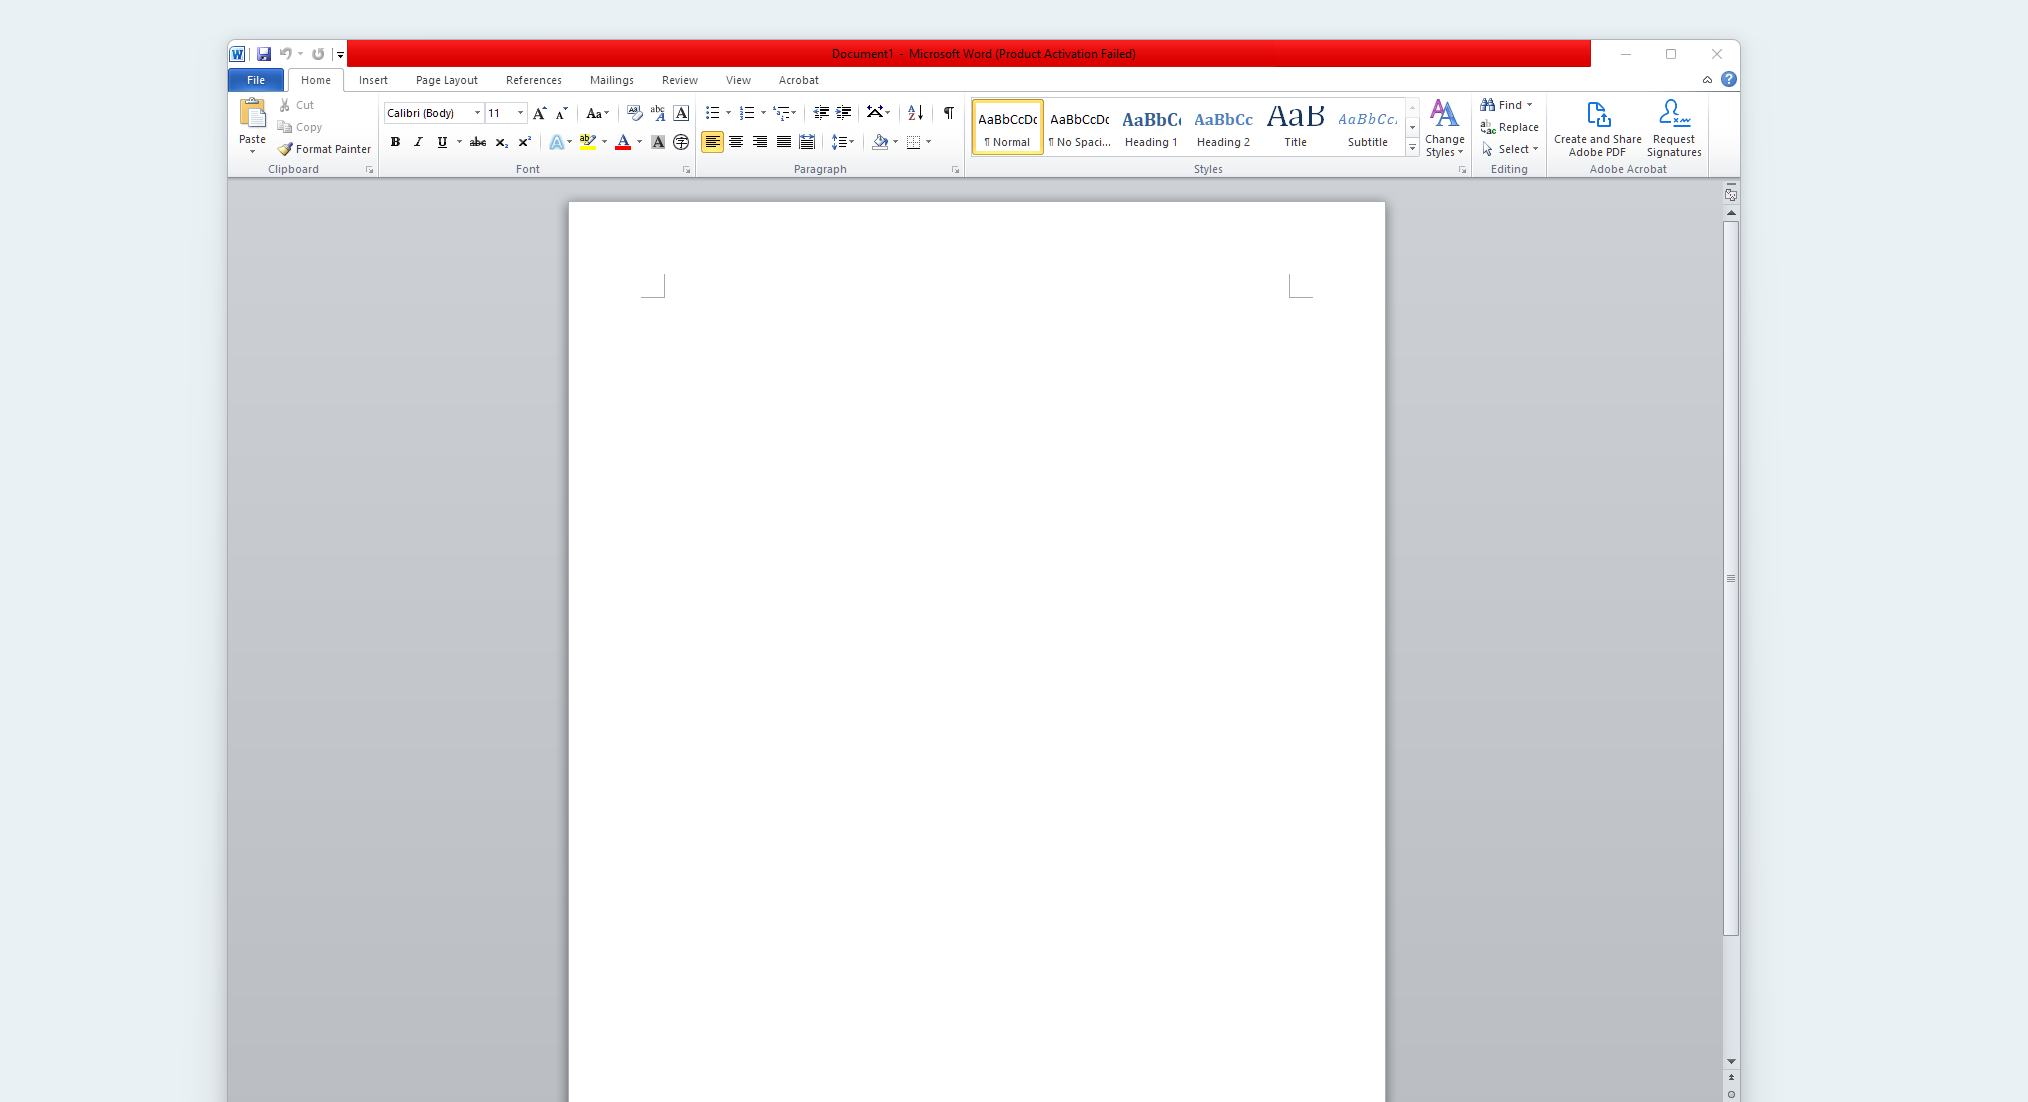 Document1 - Microsoft Word (Product Activation Failed)
File Home Insert Page Layout References Mailings Review View Acrobat
Paste
Cut
Copy
Format Painter
Clipboard
Calibri (Body) 11
Font
Paragraph
AaBbCcDc AaBbCcDc AaBbC AaBbCc AaB AaBbCc
¶ Normal ¶ No Spaci... Heading 1 Heading 2 Title Subtitle
Change
Styles
Styles
Find
Replace
Select
Editing
Create and Share
Adobe PDF
Request
Signatures
Adobe Acrobat